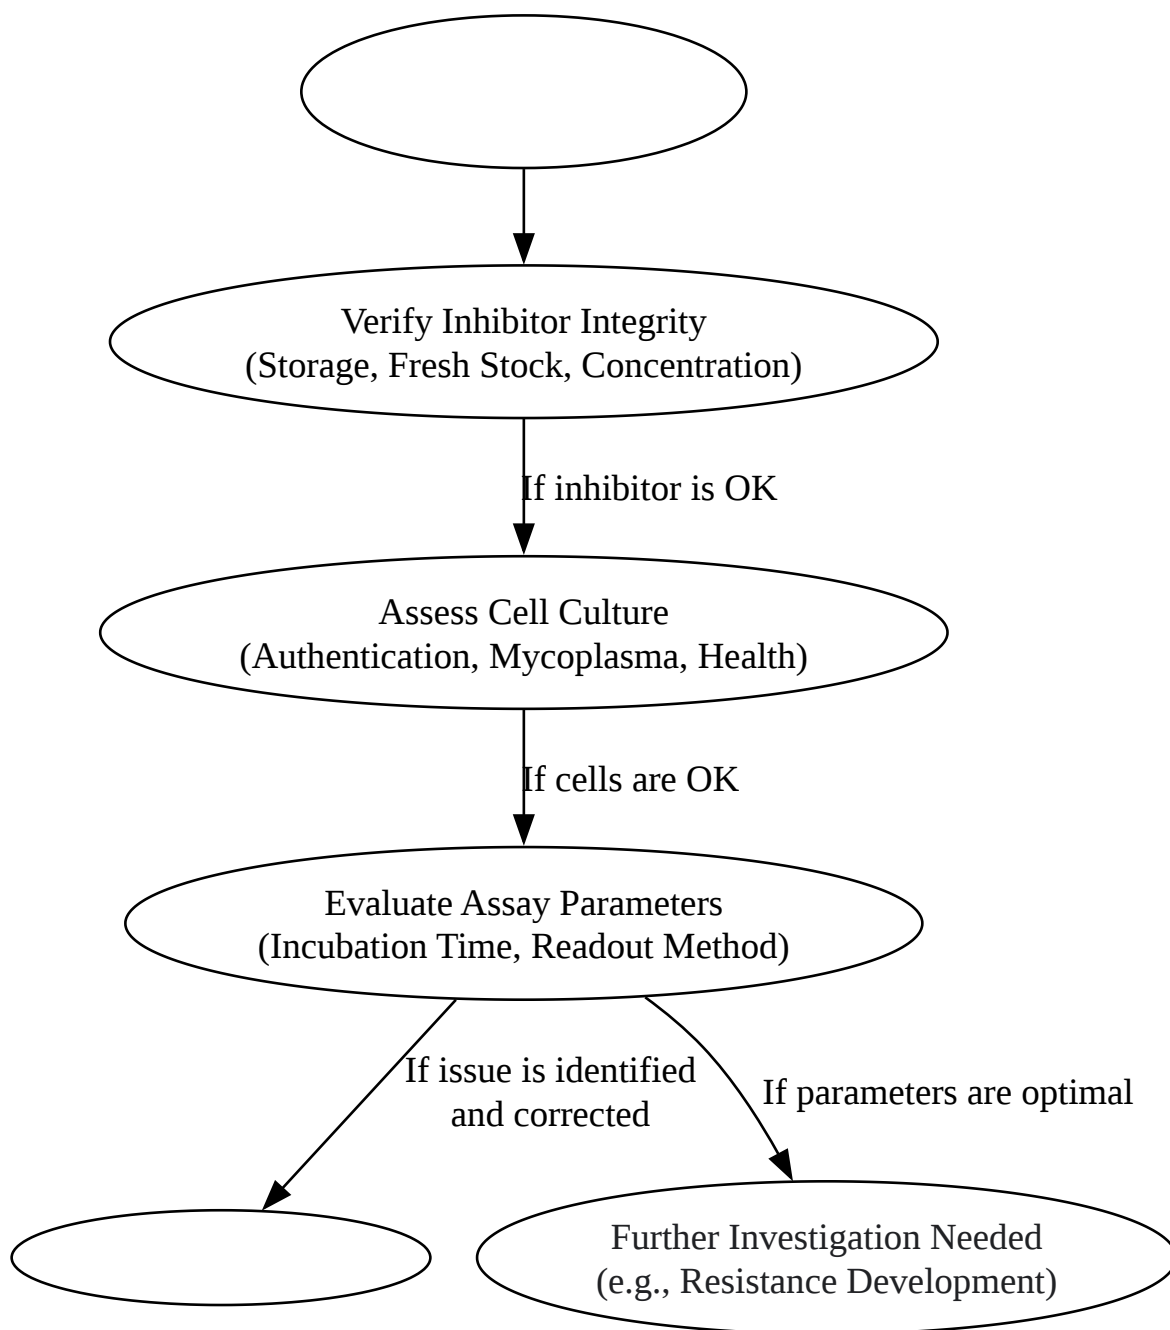 Verify Inhibitor Integrity
(Storage, Fresh Stock, Concentration)
If inhibitor is OK
Assess Cell Culture
(Authentication, Mycoplasma, Health)
If cells are OK
Evaluate Assay Parameters
(Incubation Time, Readout Method)
If issue is identified
and corrected
If parameters are optimal
Further Investigation Needed
(e.g., Resistance Development)